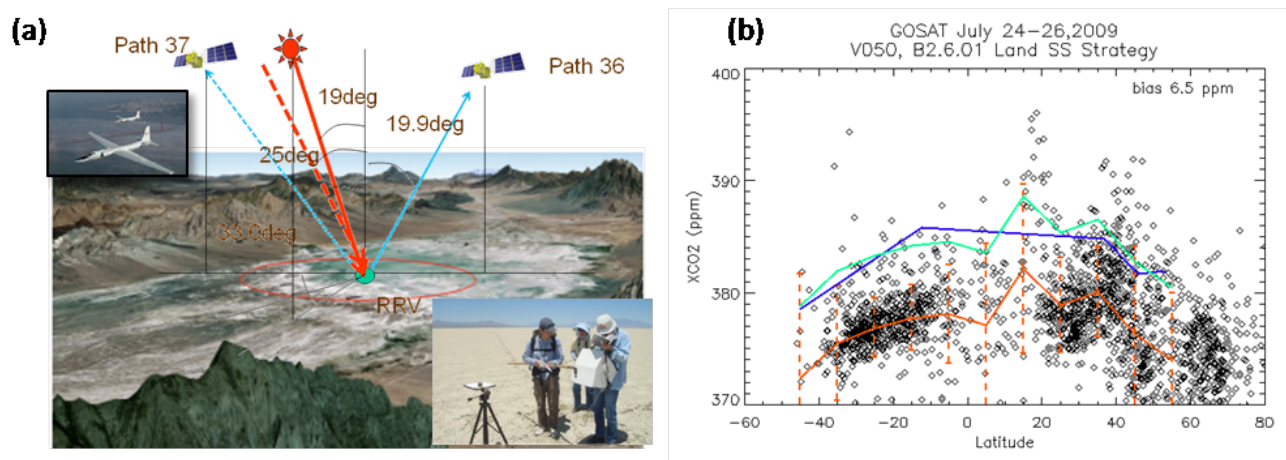 (a)
Path 37
Path 36
19deg
19.9deg
25deg
33.0deg
RRV
(b)
GOSAT July 24-26,2009
V050, B2.6.01 Land SS Strategy
bias 6.5 ppm
400
390
380
370
XCO2 (ppm)
-60
-40
-20
0
20
40
60
80
Latitude